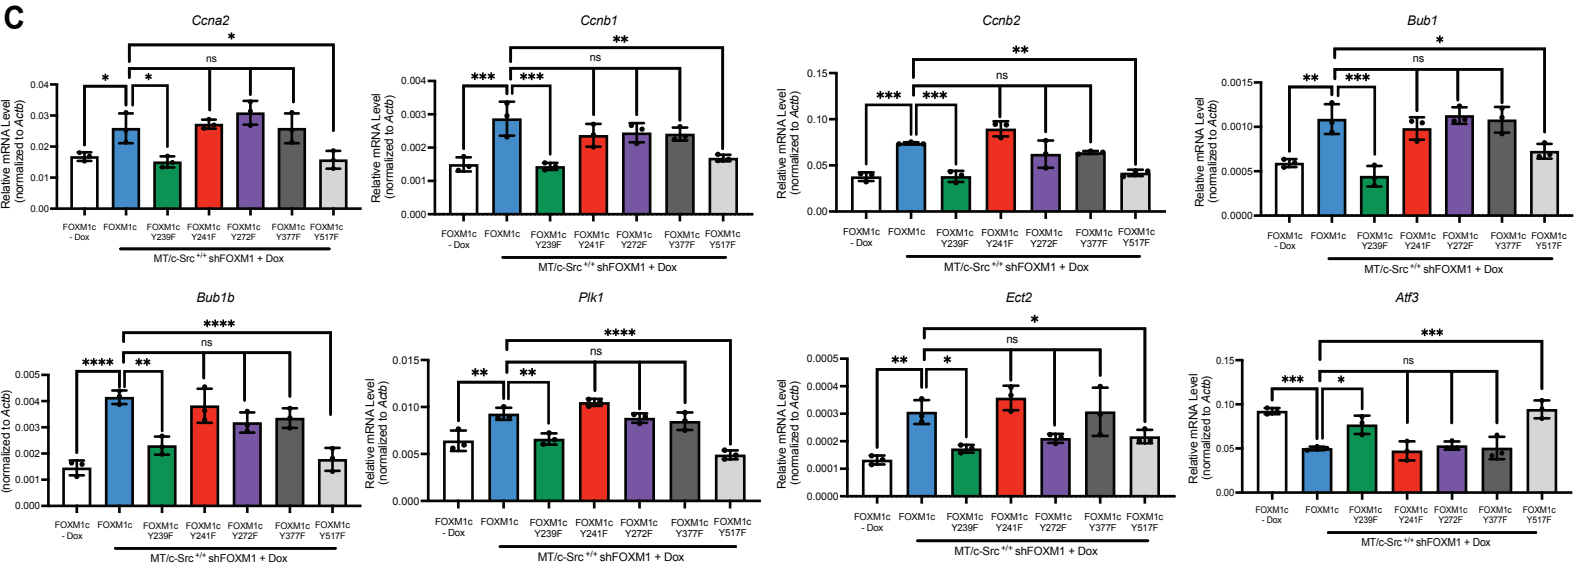 C
Ccna2
*
ns
*
*
Relative mRNA Level
(normalized to Actb)
0.04
0.03
0.02
0.01
0.00
FOXM1c
- Dox
FOXM1c
FOXM1c
Y239F
FOXM1c
Y241F
FOXM1c
Y272F
FOXM1c
Y377F
FOXM1c
Y517F
MT/c-Src+/+ shFOXM1 + Dox
Ccnb1
**
ns
***
***
Relative mRNA Level
(normalized to Actb)
0.004
0.003
0.002
0.001
0.000
FOXM1c
- Dox
FOXM1c
FOXM1c
Y239F
FOXM1c
Y241F
FOXM1c
Y272F
FOXM1c
Y377F
FOXM1c
Y517F
MT/c-Src+/+ shFOXM1 + Dox
Ccnb2
**
ns
***
***
Relative mRNA Level
(normalized to Actb)
0.15
0.10
0.05
0.00
FOXM1c
- Dox
FOXM1c
FOXM1c
Y239F
FOXM1c
Y241F
FOXM1c
Y272F
FOXM1c
Y377F
FOXM1c
Y517F
MT/c-Src+/+ shFOXM1 + Dox
Bub1
*
ns
**
***
Relative mRNA Level
(normalized to Actb)
0.0015
0.0010
0.0005
0.0000
FOXM1c
- Dox
FOXM1c
FOXM1c
Y239F
FOXM1c
Y241F
FOXM1c
Y272F
FOXM1c
Y377F
FOXM1c
Y517F
MT/c-Src+/+ shFOXM1 + Dox
Bub1b
****
ns
****
**
Relative mRNA Level
(normalized to Actb)
0.005
0.004
0.003
0.002
0.001
0.000
FOXM1c
- Dox
FOXM1c
FOXM1c
Y239F
FOXM1c
Y241F
FOXM1c
Y272F
FOXM1c
Y377F
FOXM1c
Y517F
MT/c-Src+/+ shFOXM1 + Dox
Plk1
****
ns
**
**
Relative mRNA Level
(normalized to Actb)
0.015
0.010
0.005
0.000
FOXM1c
- Dox
FOXM1c
FOXM1c
Y239F
FOXM1c
Y241F
FOXM1c
Y272F
FOXM1c
Y377F
FOXM1c
Y517F
MT/c-Src+/+ shFOXM1 + Dox
Ect2
*
ns
**
*
Relative mRNA Level
(normalized to Actb)
0.0005
0.0004
0.0003
0.0002
0.0001
0.0000
FOXM1c
- Dox
FOXM1c
FOXM1c
Y239F
FOXM1c
Y241F
FOXM1c
Y272F
FOXM1c
Y377F
FOXM1c
Y517F
MT/c-Src+/+ shFOXM1 + Dox
Atf3
***
ns
***
*
Relative mRNA Level
(normalized to Actb)
0.15
0.10
0.05
0.00
FOXM1c
- Dox
FOXM1c
FOXM1c
Y239F
FOXM1c
Y241F
FOXM1c
Y272F
FOXM1c
Y377F
FOXM1c
Y517F
MT/c-Src+/+ shFOXM1 + Dox